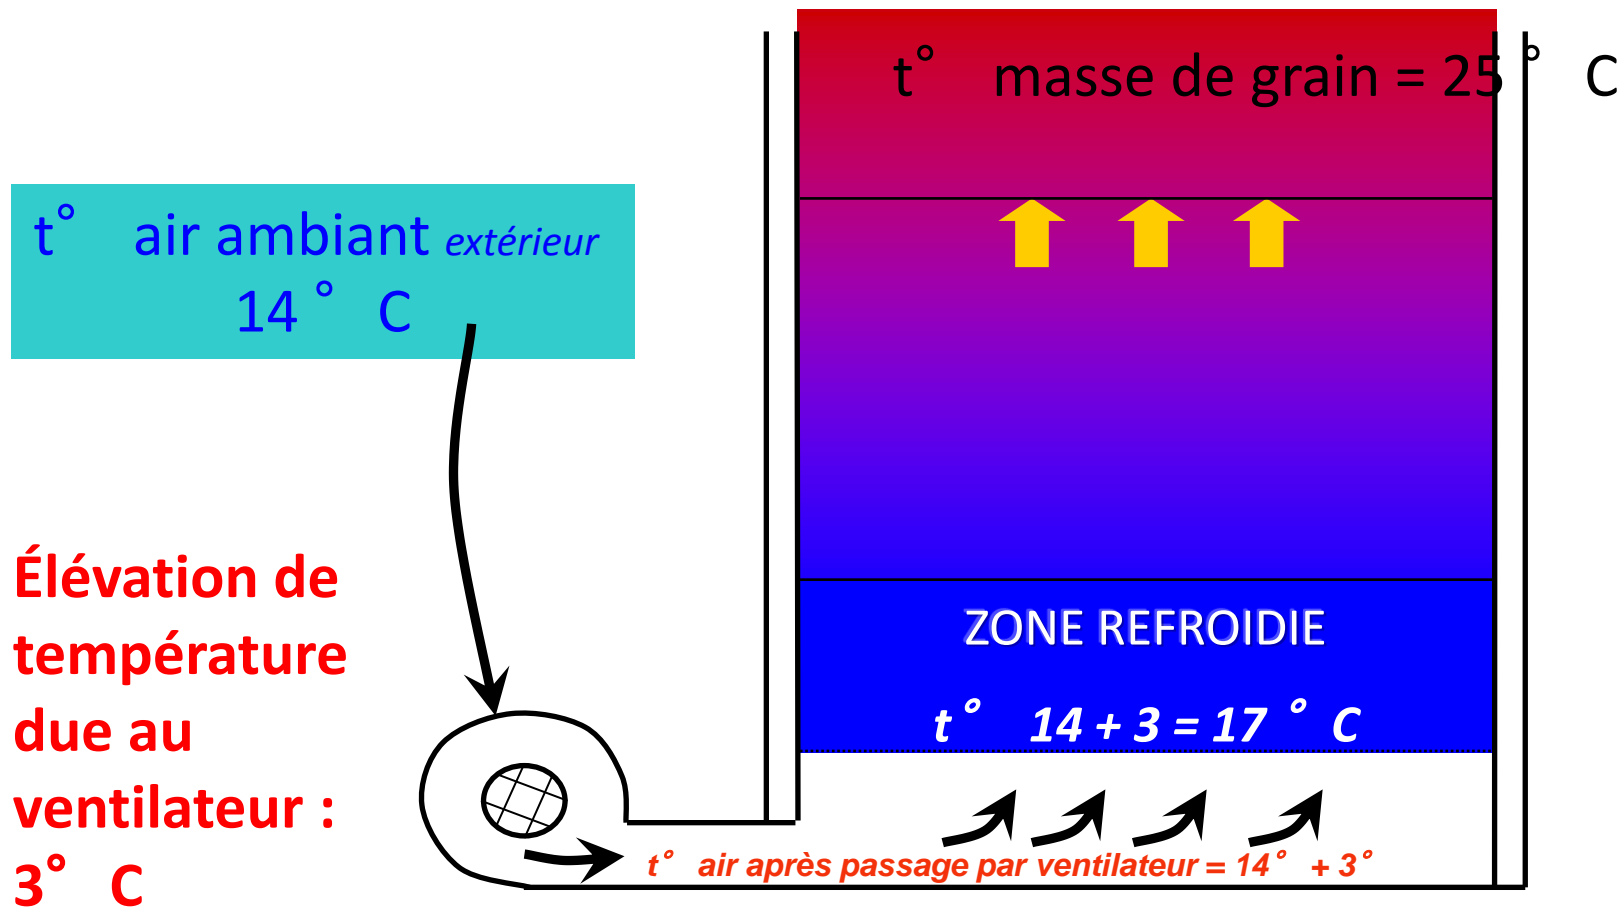 t° masse de grain = 25 ° C
t° air ambiant extérieur
14 ° C
Élévation de
température
due au
ventilateur :
3° C
ZONE REFROIDIE
t° 14 + 3 = 17 ° C
t° air après passage par ventilateur = 14° + 3°